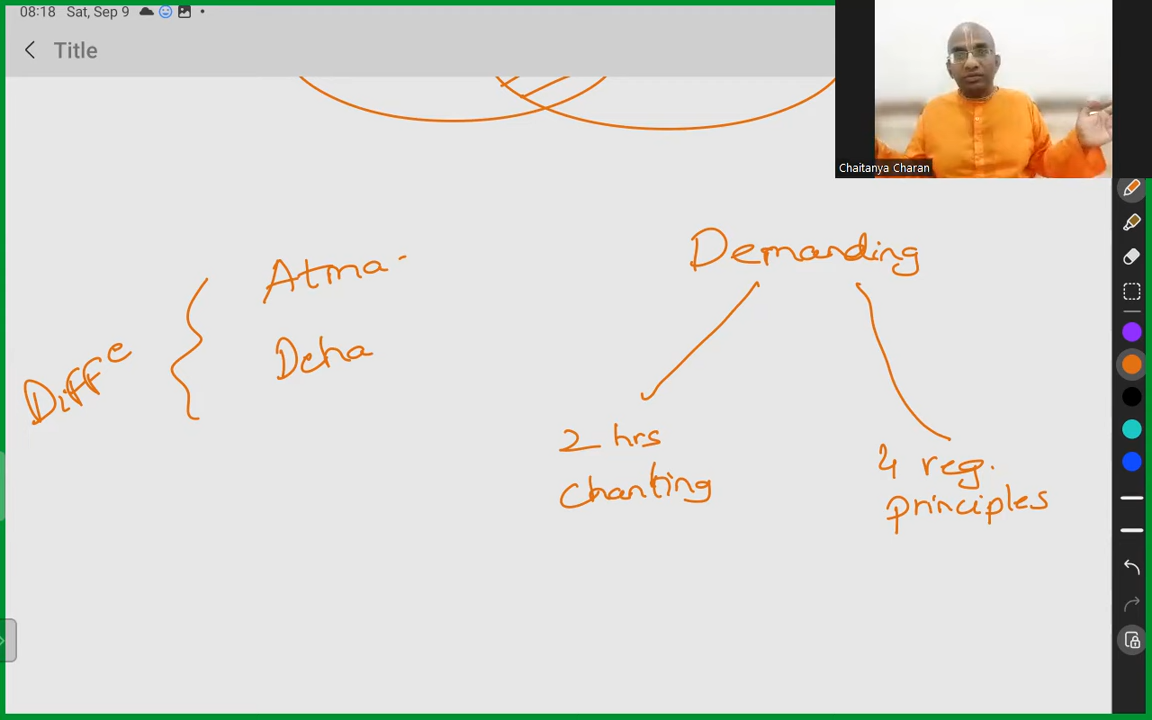 08:18 Sat, Sep 9
Title
Chaitanya Charan
Demanding
Atma
Deha
Diffe
2 hrs
chanting
4 reg.
principles